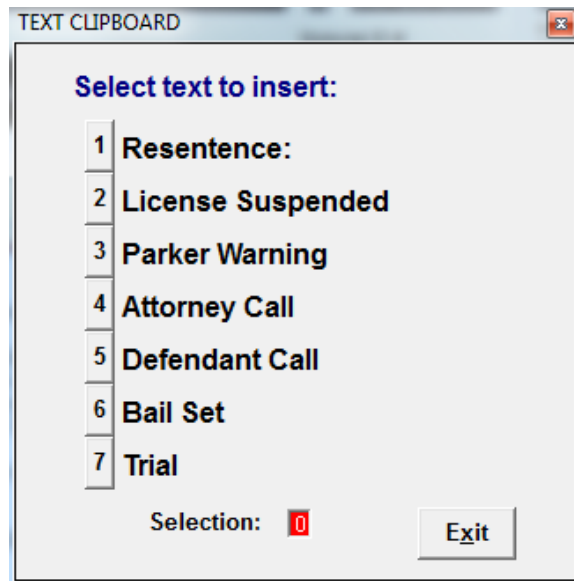 TEXT CLIPBOARD
Select text to insert:
1 Resentence:
2 License Suspended
3 Parker Warning
4 Attorney Call
5 Defendant Call
6 Bail Set
7 Trial
Selection: 0
Exit